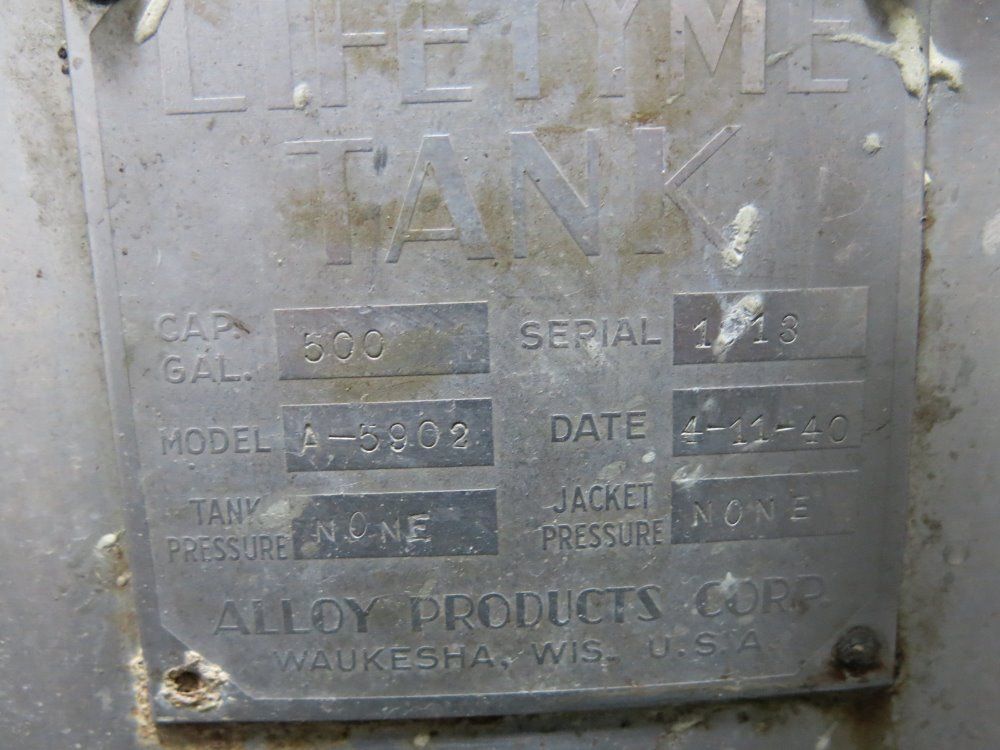 LIFETYME
TANK
CAP. GAL. 500 SERIAL
MODEL A-5902 DATE 4-11-40
TANK PRESSURE NONE JACKET PRESSURE NONE
ALLOY PRODUCTS CORP.
WAUKESHA, WIS. U.S.A.